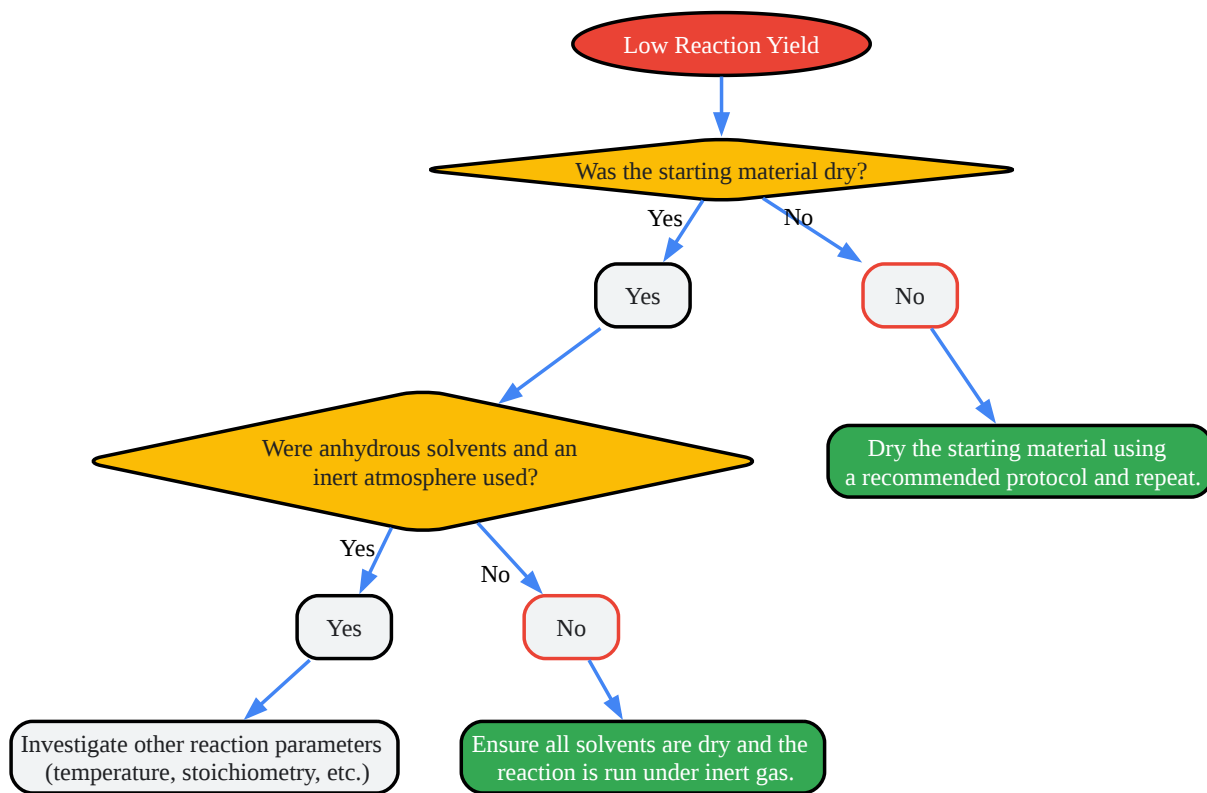 Low Reaction Yield
Was the starting material dry?
Yes
No
Yes
No
Were anhydrous solvents and an
inert atmosphere used?
Dry the starting material using
a recommended protocol and repeat.
Yes
No
Yes
No
Investigate other reaction parameters
(temperature, stoichiometry, etc.)
Ensure all solvents are dry and the
reaction is run under inert gas.